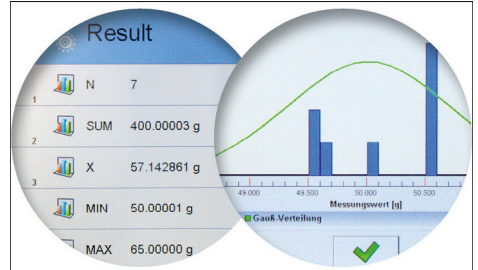 Result
1 N 7
2 SUM 400.00003 g
3 X 57.142861 g
MIN 50.00001 g
MAX 65.00000 g
49.000 49.500 50.000 50.500
Messungswert [g]
Gauß-Verteilung